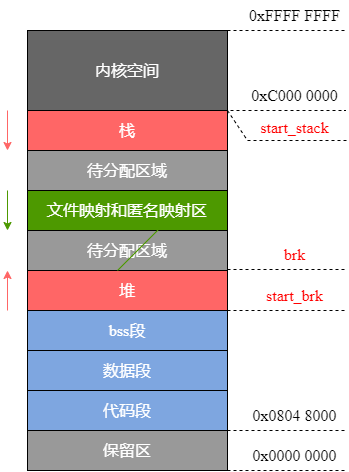 0xFFFF FFFF
内核空间
0xC000 0000
栈
start_stack
待分配区域
文件映射和匿名映射区
待分配区域
brk
堆
start_brk
bss段
数据段
代码段
0x0804 8000
保留区
0x0000 0000